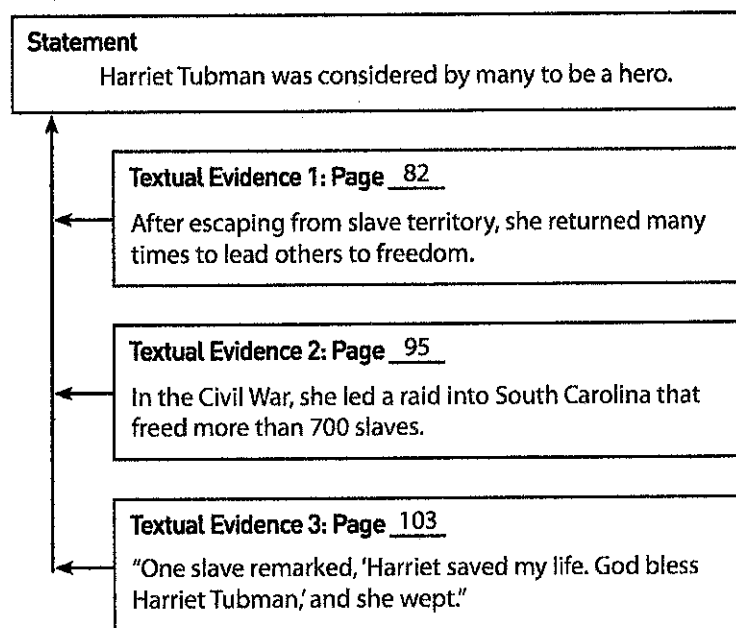 Statement
Harriet Tubman was considered by many to be a hero.
Textual Evidence 1: Page 82
After escaping from slave territory, she returned many
times to lead others to freedom.
Textual Evidence 2: Page 95
In the Civil War, she led a raid into South Carolina that
freed more than 700 slaves.
Textual Evidence 3: Page 103
"One slave remarked, 'Harriet saved my life. God bless
Harriet Tubman,' and she wept."